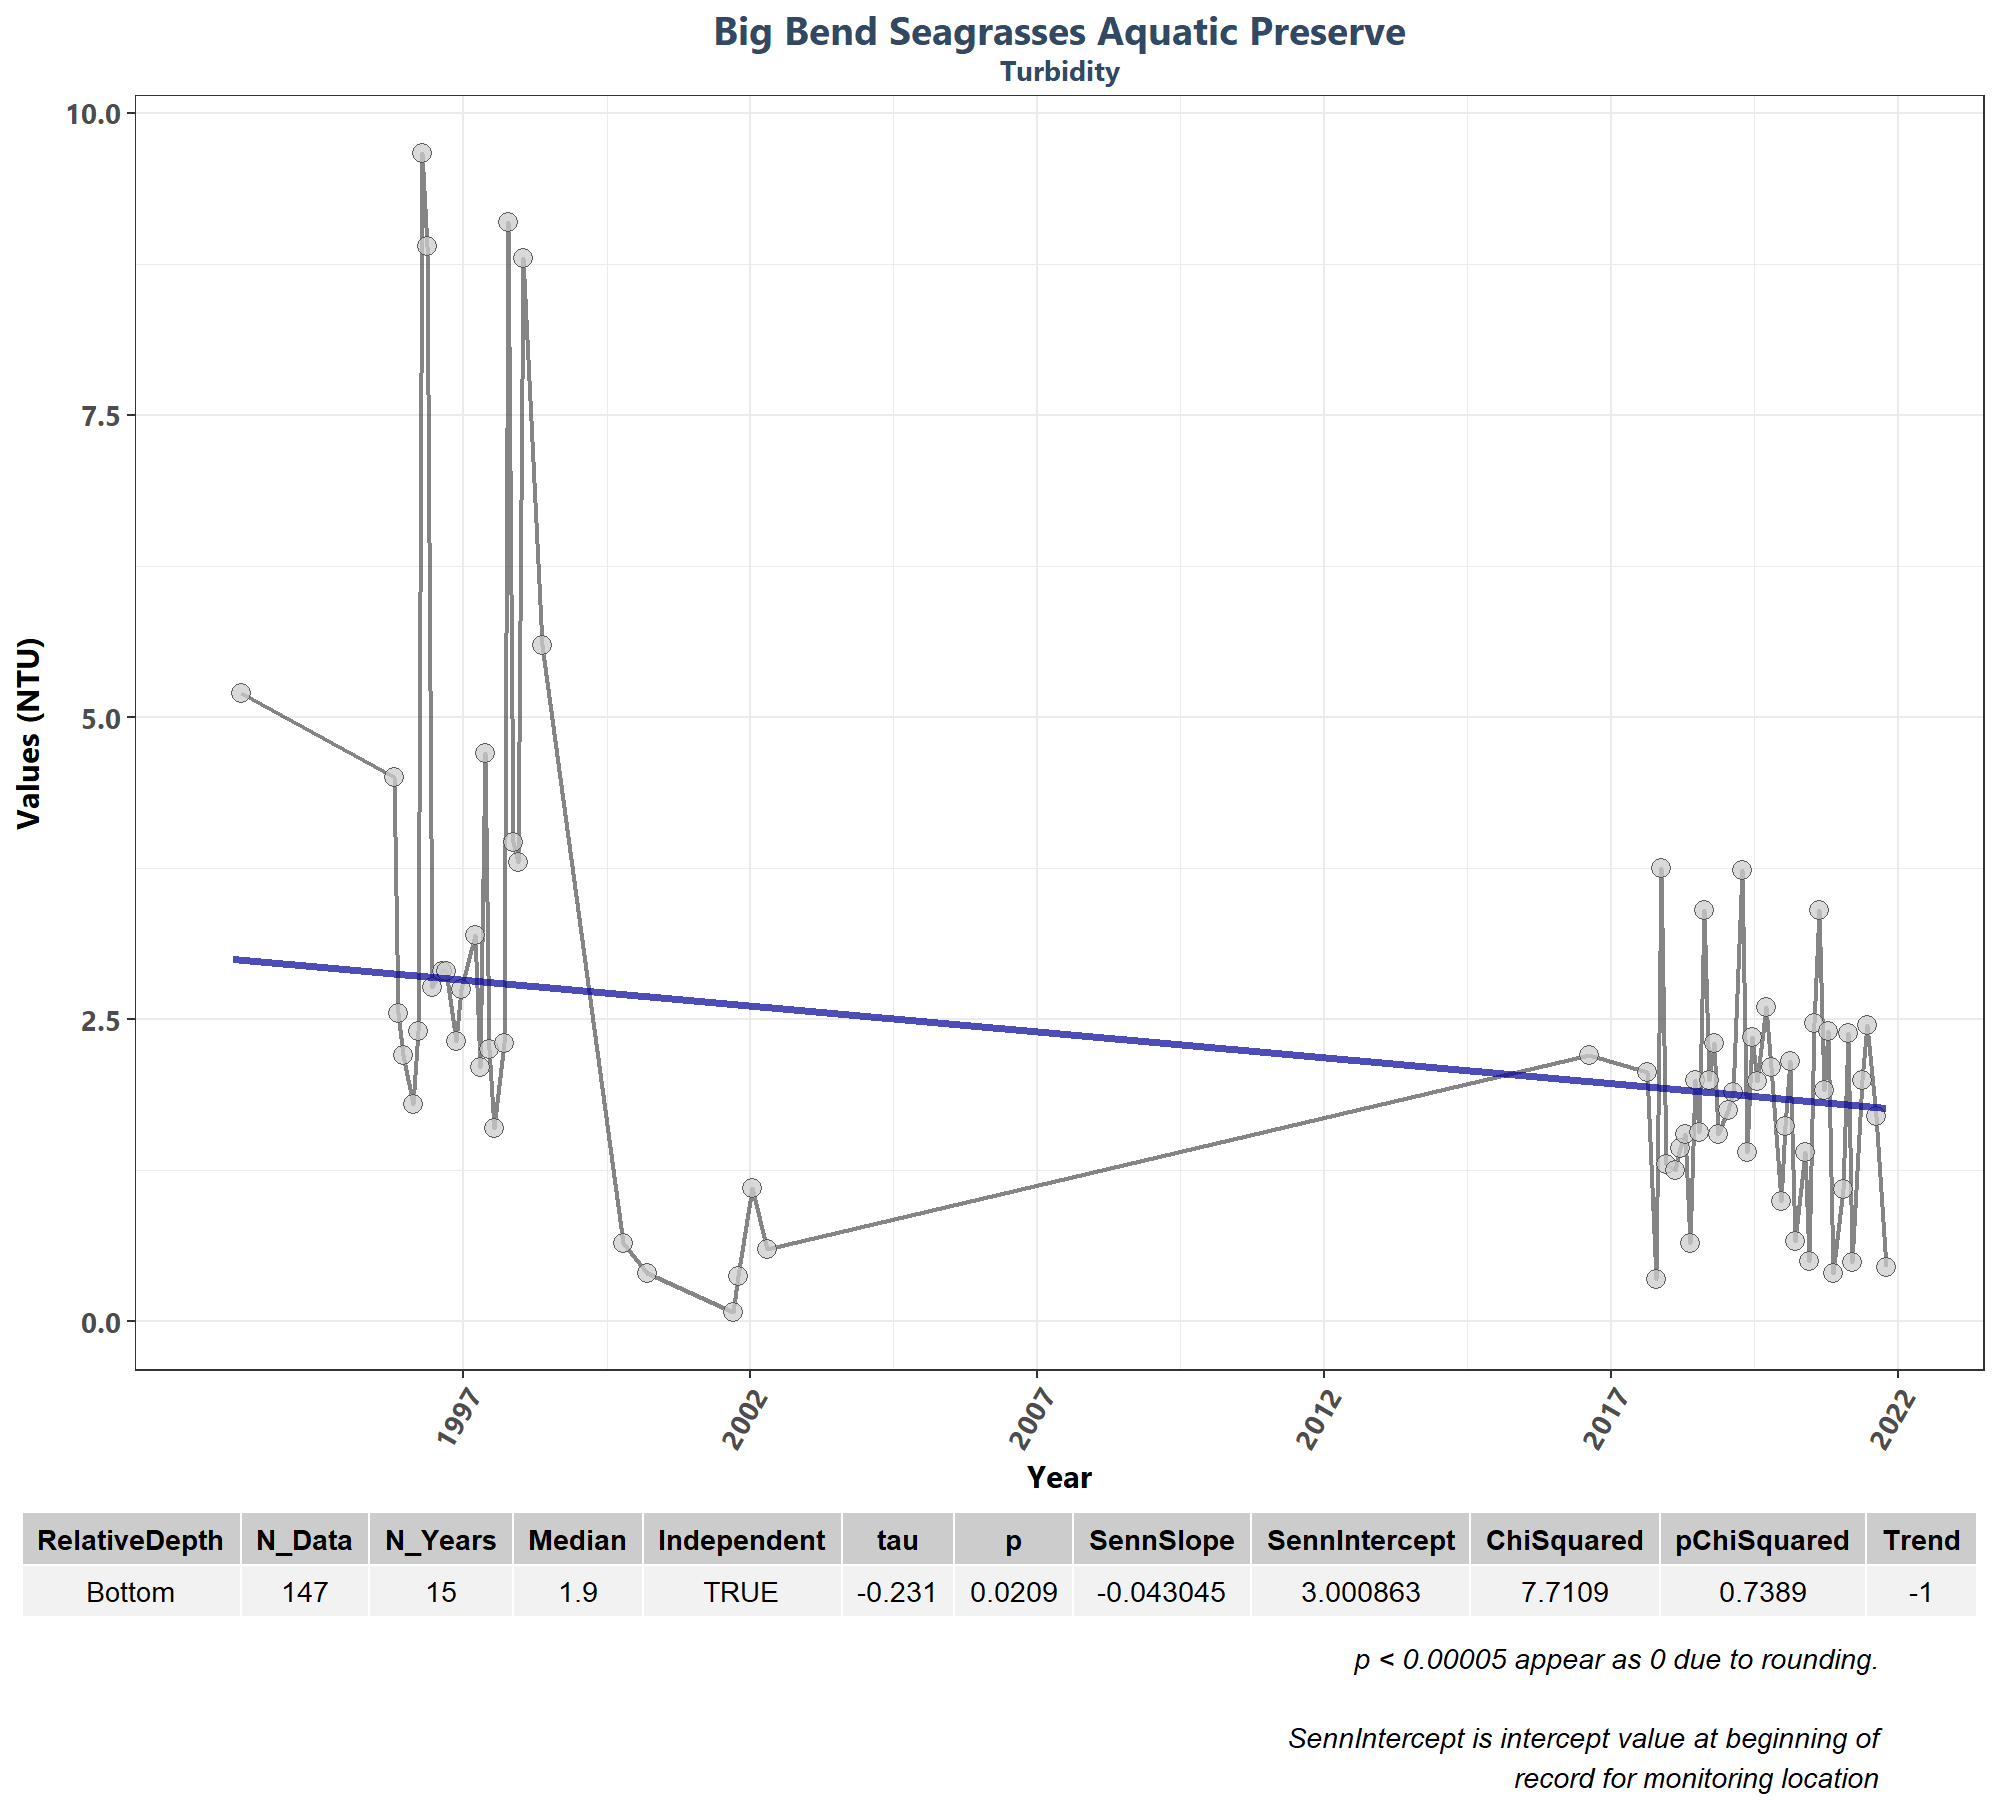 Big Bend Seagrasses Aquatic Preserve
Turbidity
Values (NTU)
10.0
7.5
5.0
2.5
0.0
1997 2002 2007 2012 2017 2022
Year
RelativeDepth N_Data N_Years Median Independent tau p SennSlope SennIntercept ChiSquared pChiSquared Trend
Bottom 147 15 1.9 TRUE -0.231 0.0209 -0.043045 3.000863 7.7109 0.7389 -1
p < 0.00005 appear as 0 due to rounding.
SennIntercept is intercept value at beginning of
record for monitoring location